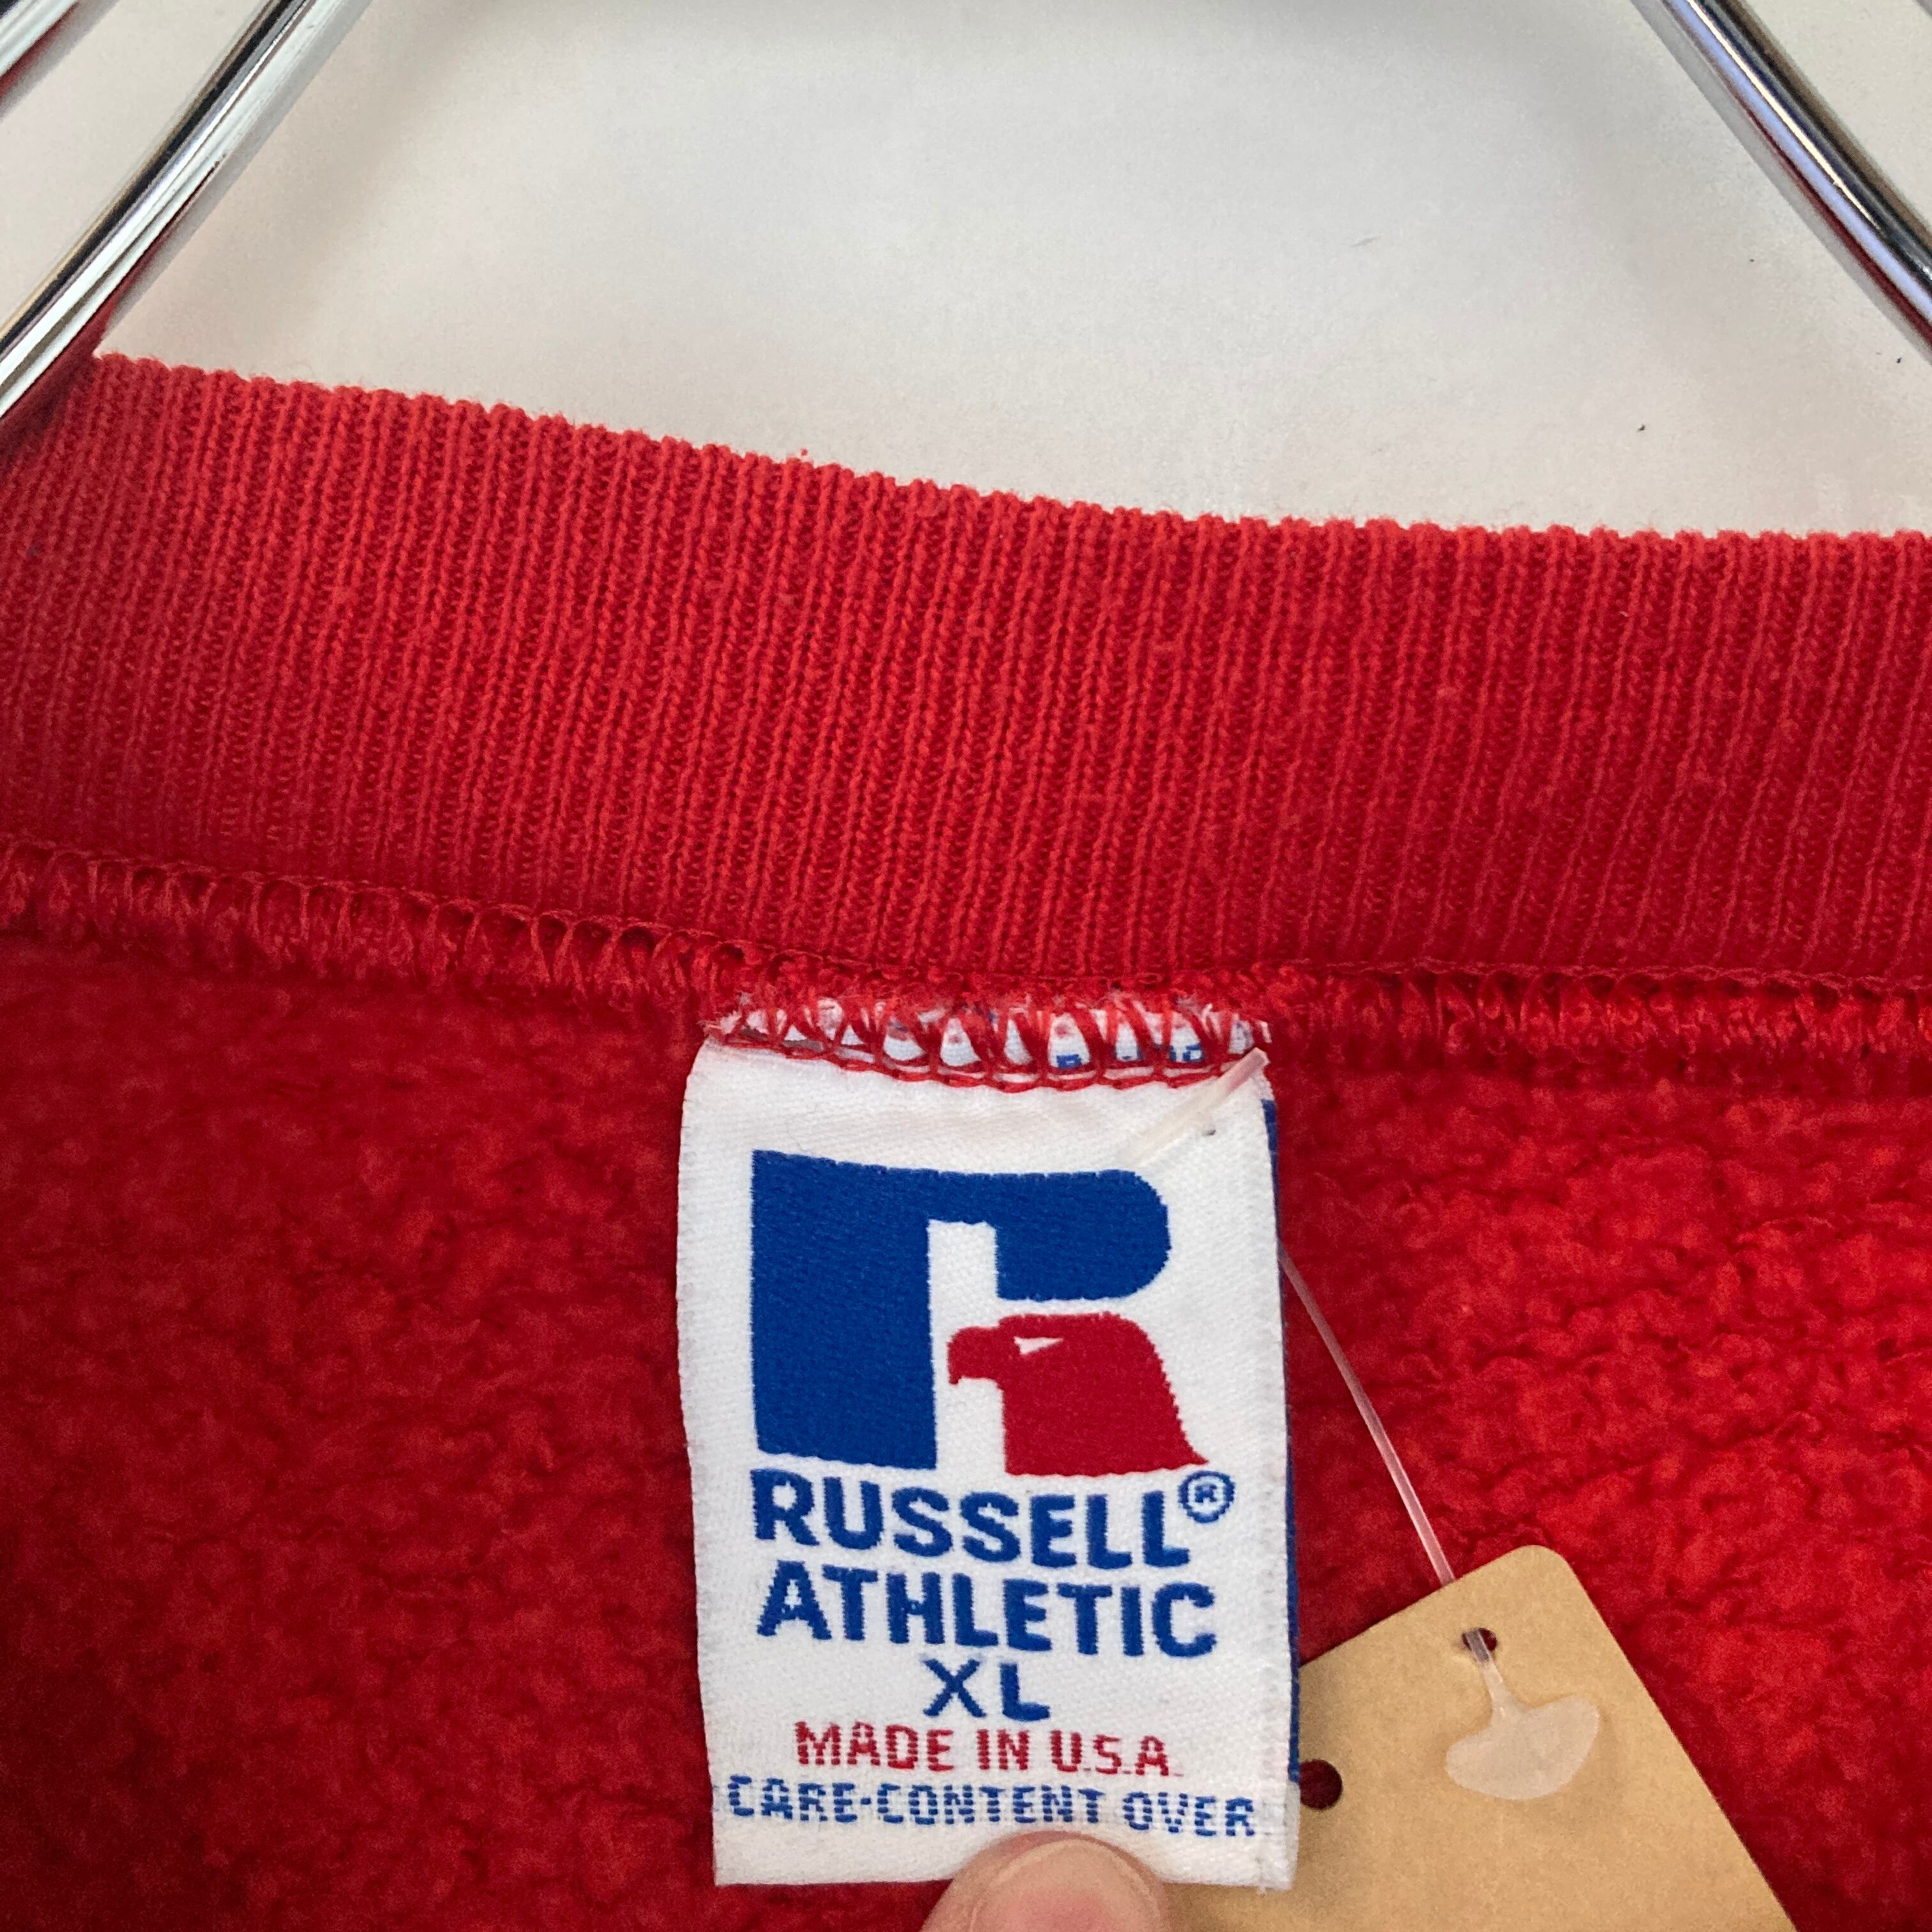 R
RUSSELL®
ATHLETIC
XL
MADE IN U.S.A.
CARE-CONTENT OVER